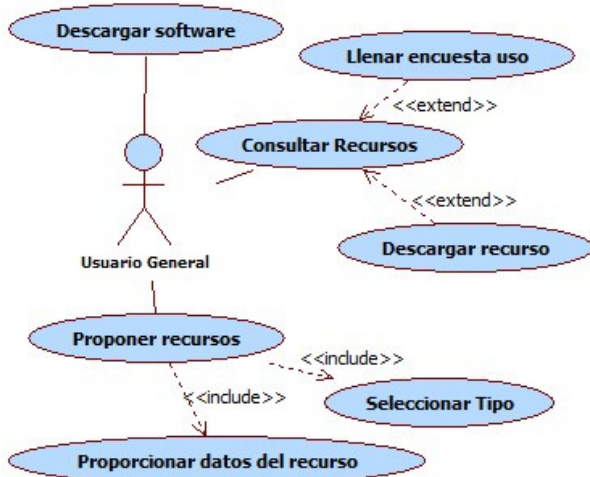 Descargar software
Llenar encuesta uso
<<extend>>
Consultar Recursos
<<extend>>
Descargar recurso
Usuario General
Proponer recursos
<<include>>
<<include>>
Seleccionar Tipo
Proporcionar datos del recurso